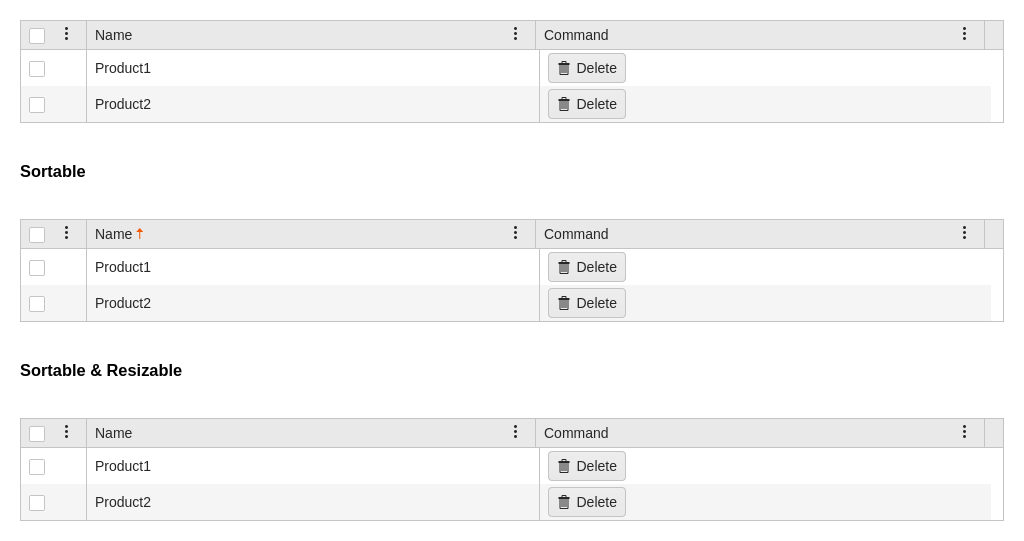 Name Command
Product1 Delete
Product2 Delete
Sortable
Name Command
Product1 Delete
Product2 Delete
Sortable & Resizable
Name Command
Product1 Delete
Product2 Delete